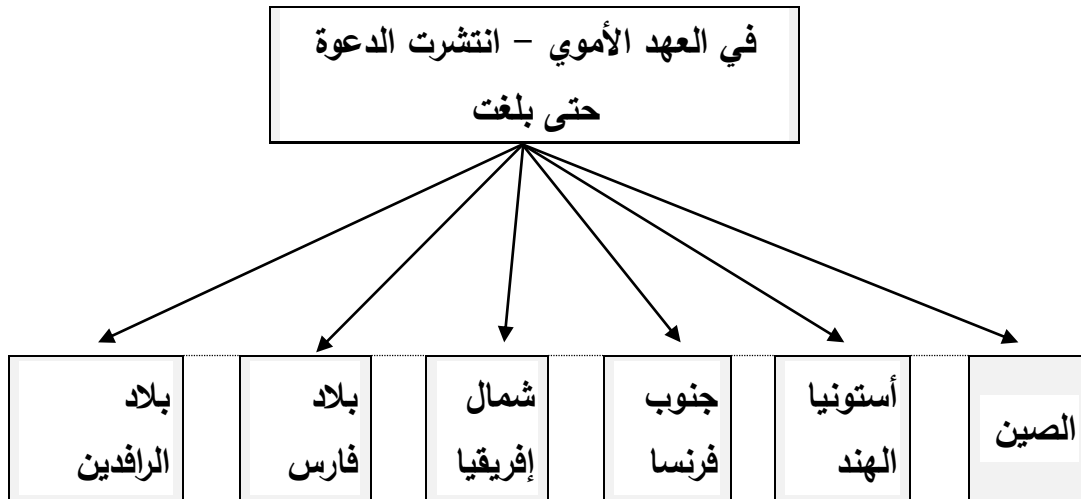 في العهد الأموي – انتشرت الدعوة
حتى بلغت
الصين
أستونيا
الهند
جنوب
فرنسا
شمال
إفريقيا
بلاد
فارس
بلاد
الرافدين